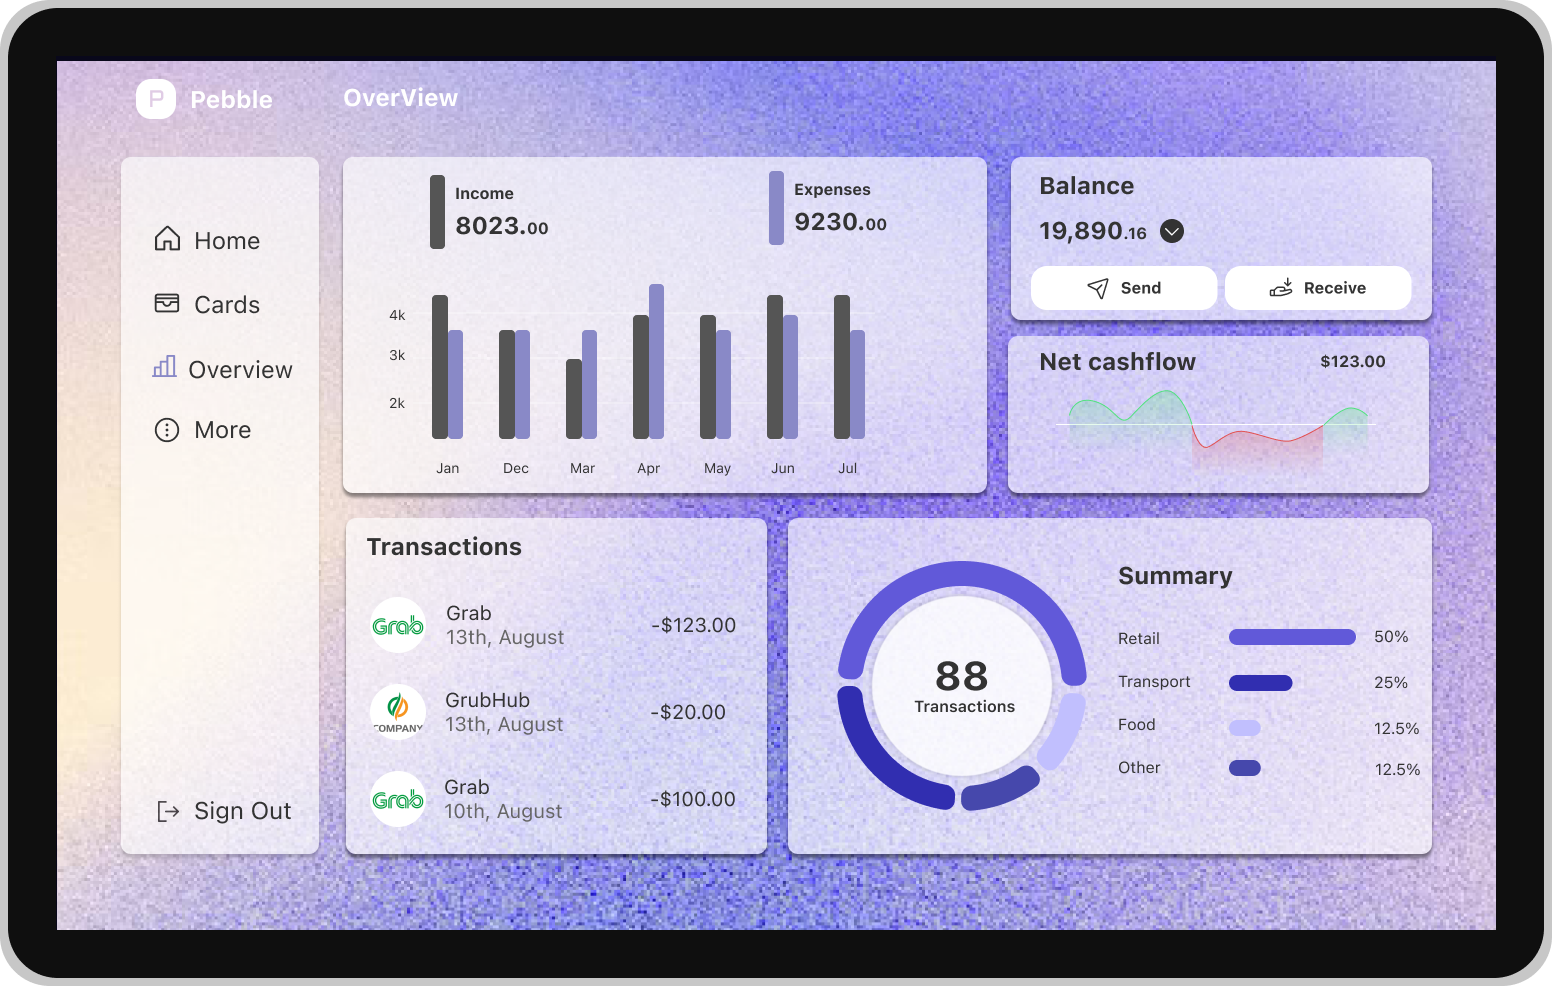 P
Pebble
OverView
Home
Cards
Overview
More
Sign Out
Income
8023.00
Expenses
9230.00
4k
3k
2k
Jan Dec Mar Apr May Jun Jul
Balance
19,890.16
Send
Receive
Net cashflow
$123.00
Transactions
Grab
Grab
13th, August
-$123.00
COMPANY
GrubHub
13th, August
-$20.00
Grab
Grab
10th, August
-$100.00
88
Transactions
Summary
Retail 50%
Transport 25%
Food 12.5%
Other 12.5%